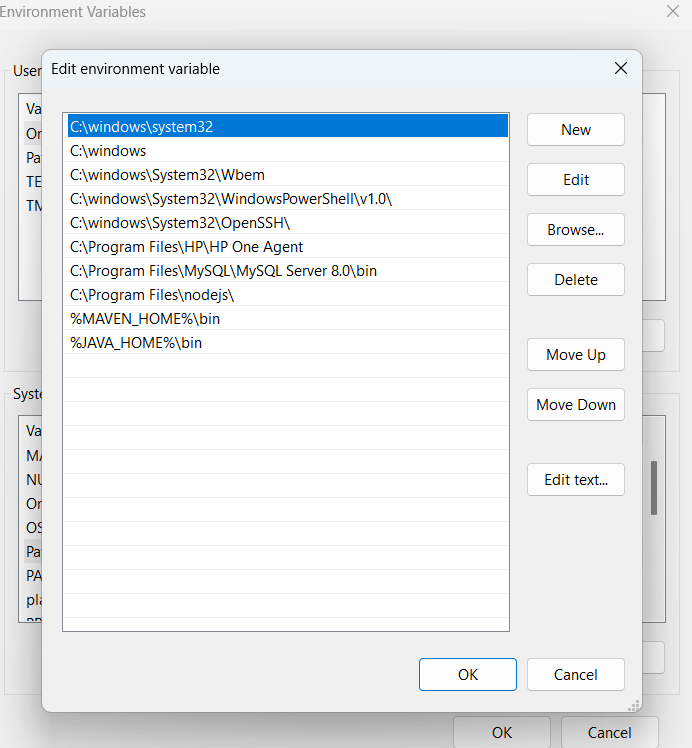 Environment Variables
Edit environment variable
User
Va
Or
Pa
TE
TM
C:\windows\system32
C:\windows
C:\windows\System32\Wbem
C:\windows\System32\WindowsPowerShell\v1.0\
C:\windows\System32\OpenSSH\
C:\Program Files\HP\HP One Agent
C:\Program Files\MySQL\MySQL Server 8.0\bin
C:\Program Files\nodejs\
%MAVEN_HOME%\bin
%JAVA_HOME%\bin
New
Edit
Browse...
Delete
Move Up
Move Down
Edit text...
Syste
Va
MA
NU
Or
OS
Pa
PA
pla
OK
Cancel
OK
Cancel